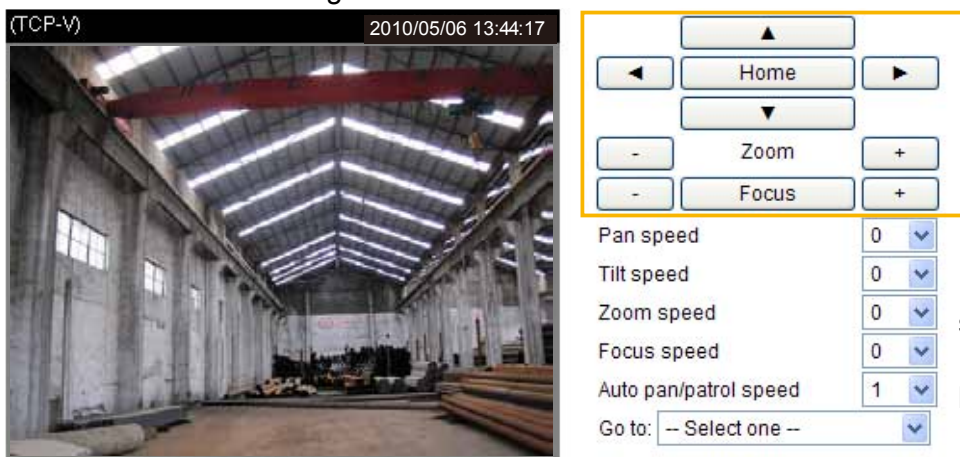 (TCP-V) 2010/05/06 13:44:17
▲
◄ Home ►
▼
- Zoom +
- Focus +
Pan speed 0
Tilt speed 0
Zoom speed 0
Focus speed 0
Auto pan/patrol speed 1
Go to: -- Select one --